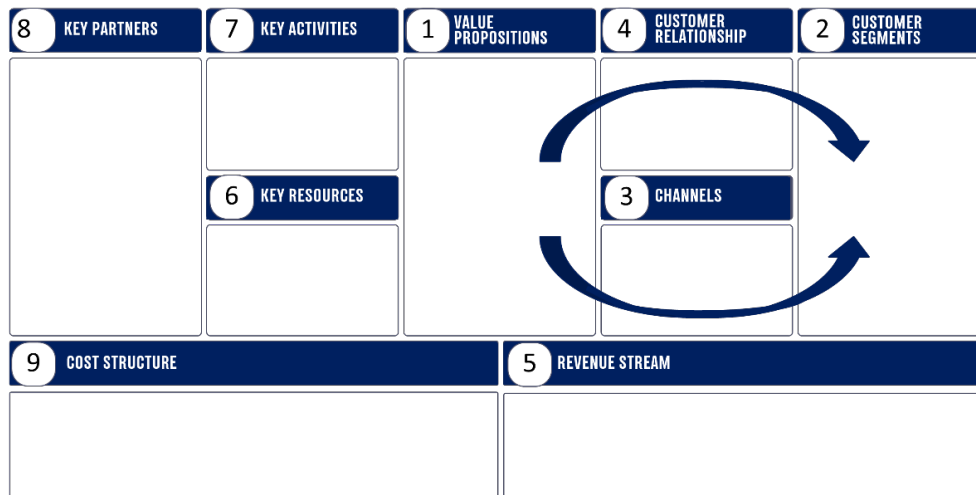 8 KEY PARTNERS
7 KEY ACTIVITIES
1 VALUE
PROPOSITIONS
4 CUSTOMER
RELATIONSHIP
2 CUSTOMER
SEGMENTS
6 KEY RESOURCES
3 CHANNELS
9 COST STRUCTURE
5 REVENUE STREAM